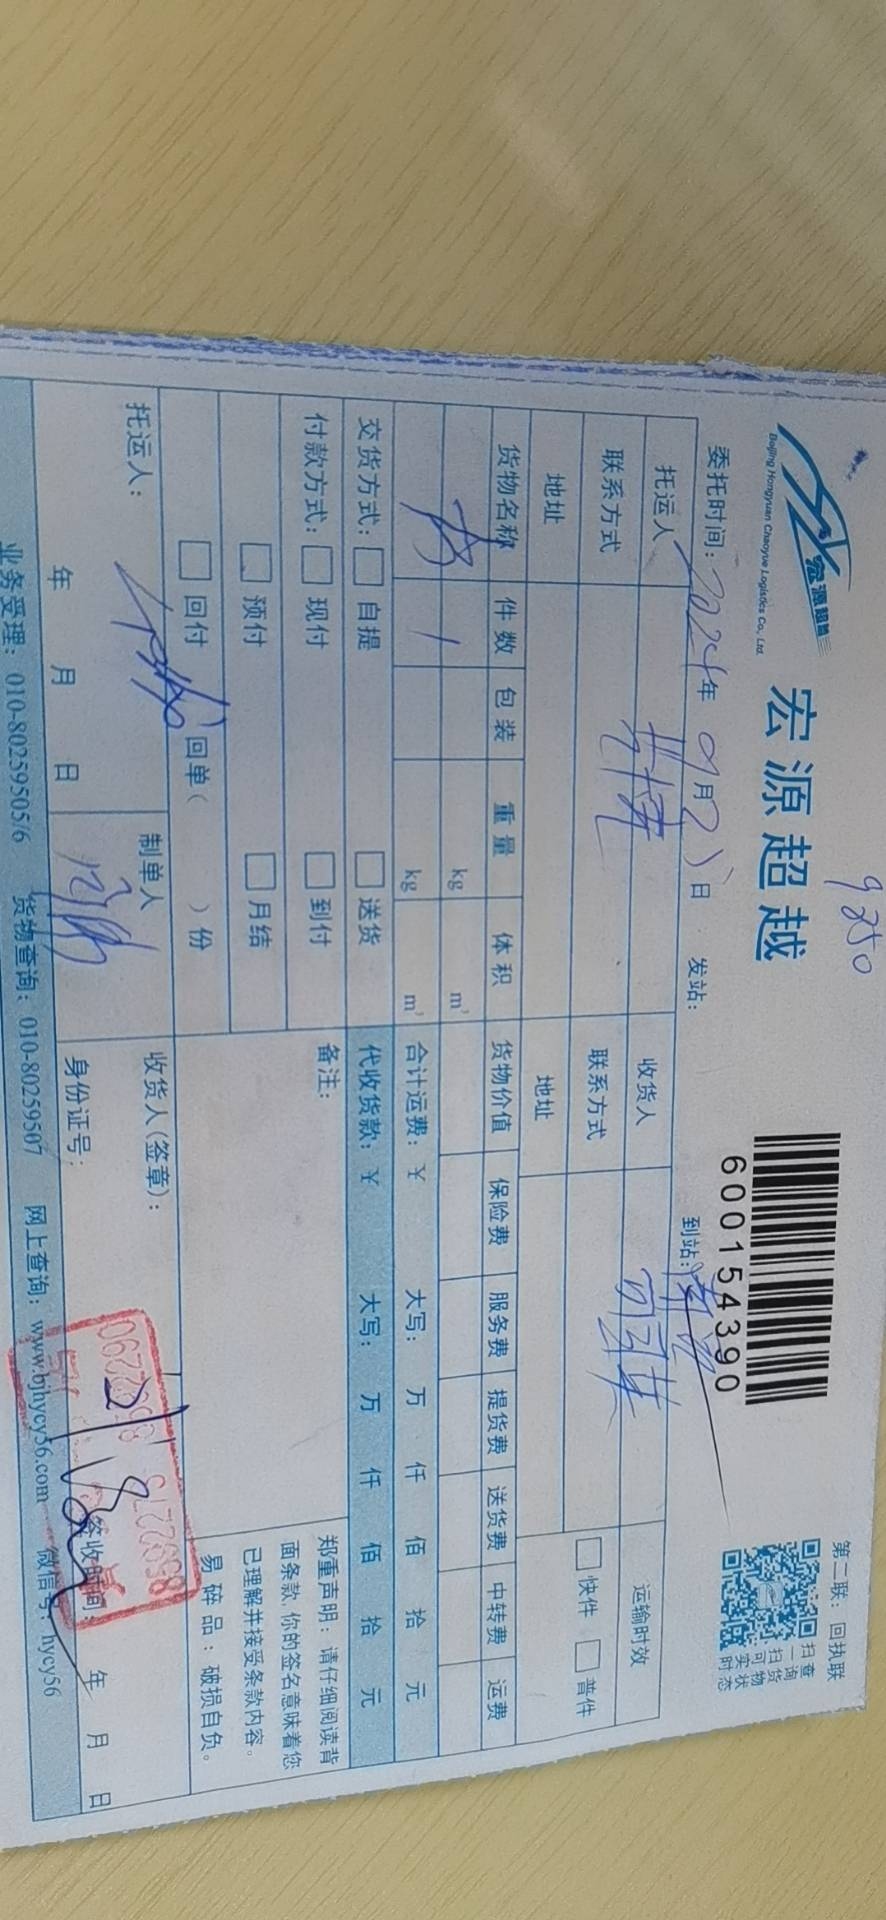 9250
宏源超越
Beijing Hongyuan Chaoyue Logistics Co., Ltd.
宏源超越
6000154390
第二联：回执联
扫一扫可实时
查询货物状态
委托时间：2024年 09月 日 发站： 到站：
托运人 收货人 运输时效
联系方式 联系方式 快件 普件
地址 地址
货物名称 件数 包装 重量 体积 货物价值 保险费 服务费 提货费 送货费 中转费 运费
kg m³
1 kg m³ 合计运费：¥ 大写： 万 仟 佰 拾 元
交货方式： 自提 送货 代收货款：¥ 大写： 万 仟 佰 拾 元
付款方式： 现付 到付 备注：
预付 月结
回付 回单（ ）份
郑重声明：请仔细阅读背
面条款，你的签名意味着您
已理解并接受条款内容。
易碎品：破损自负。
托运人： 制单人 收货人（签章）：
年 月 日 身份证号： 签收时间： 年 月 日
业务受理：010-80259505/6 货物查询：010-80259507 网上查询：www.bjhycy56.com 微信号：hycy56